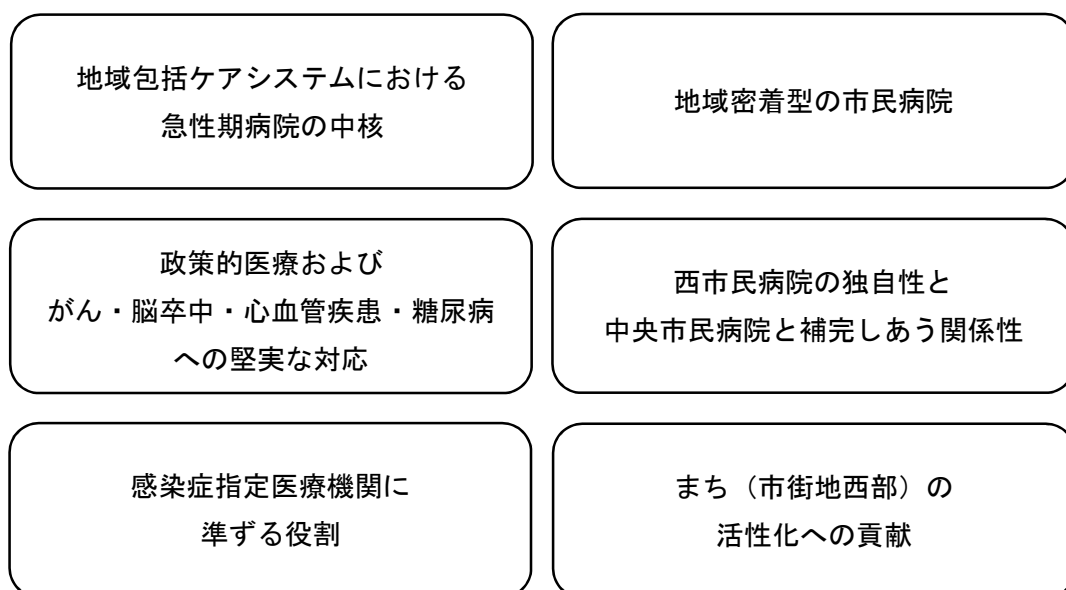 地域包括ケアシステムにおける
急性期病院の中核
地域密着型の市民病院
政策的医療および
がん・脳卒中・心血管疾患・糖尿病
への堅実な対応
西市民病院の独自性と
中央市民病院と補完しあう関係性
感染症指定医療機関に
準ずる役割
まち（市街地西部）の
活性化への貢献